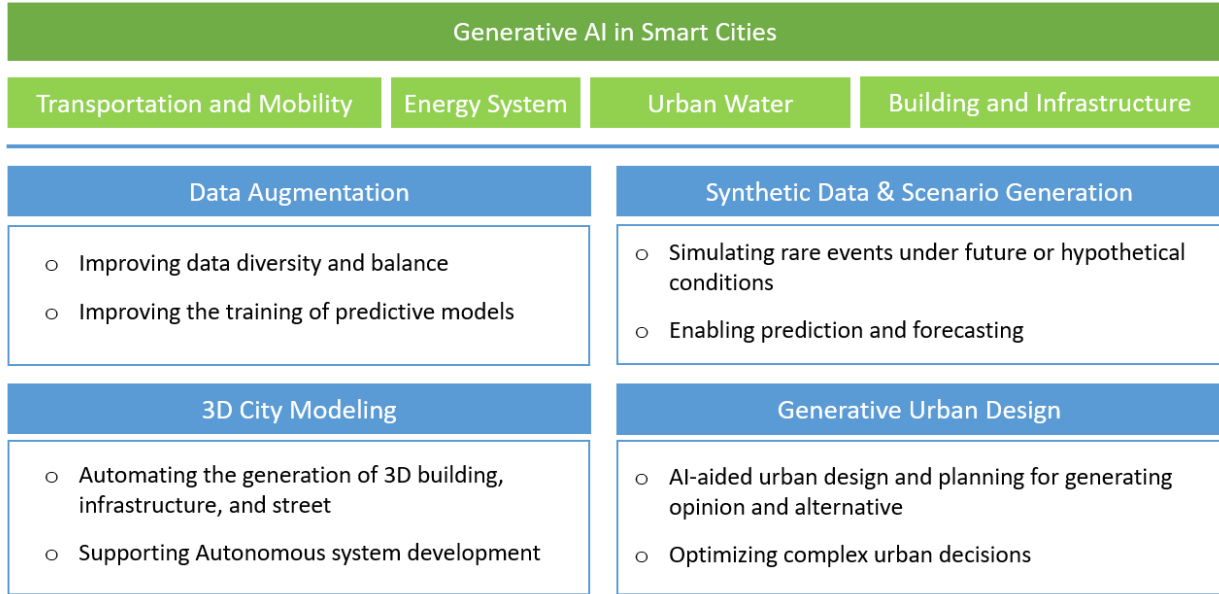 Generative AI in Smart Cities
Transportation and Mobility
Energy System
Urban Water
Building and Infrastructure
Data Augmentation
o Improving data diversity and balance
o Improving the training of predictive models
Synthetic Data & Scenario Generation
o Simulating rare events under future or hypothetical
conditions
o Enabling prediction and forecasting
3D City Modeling
o Automating the generation of 3D building,
infrastructure, and street
o Supporting Autonomous system development
Generative Urban Design
o AI-aided urban design and planning for generating
opinion and alternative
o Optimizing complex urban decisions